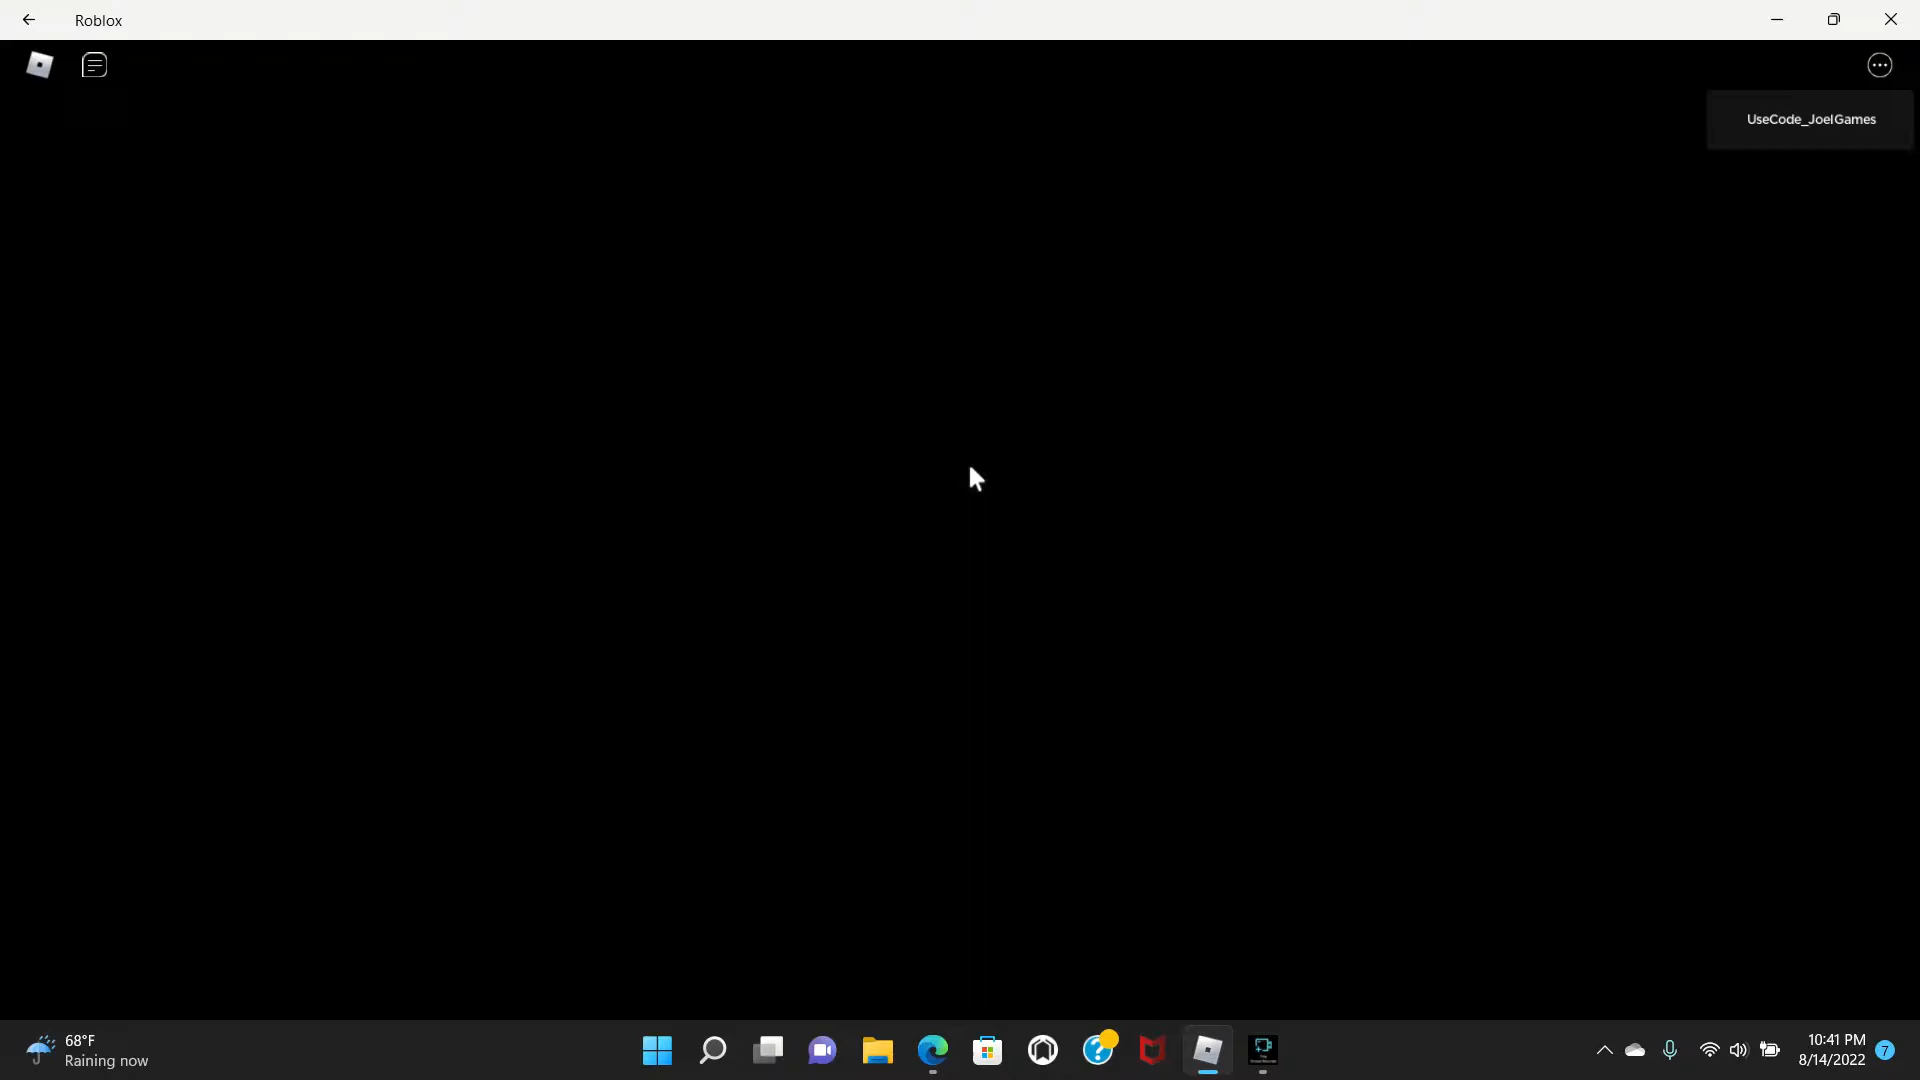 Roblox
UseCode_JoelGames
68°F
Raining now
10:41 PM
8/14/2022
7